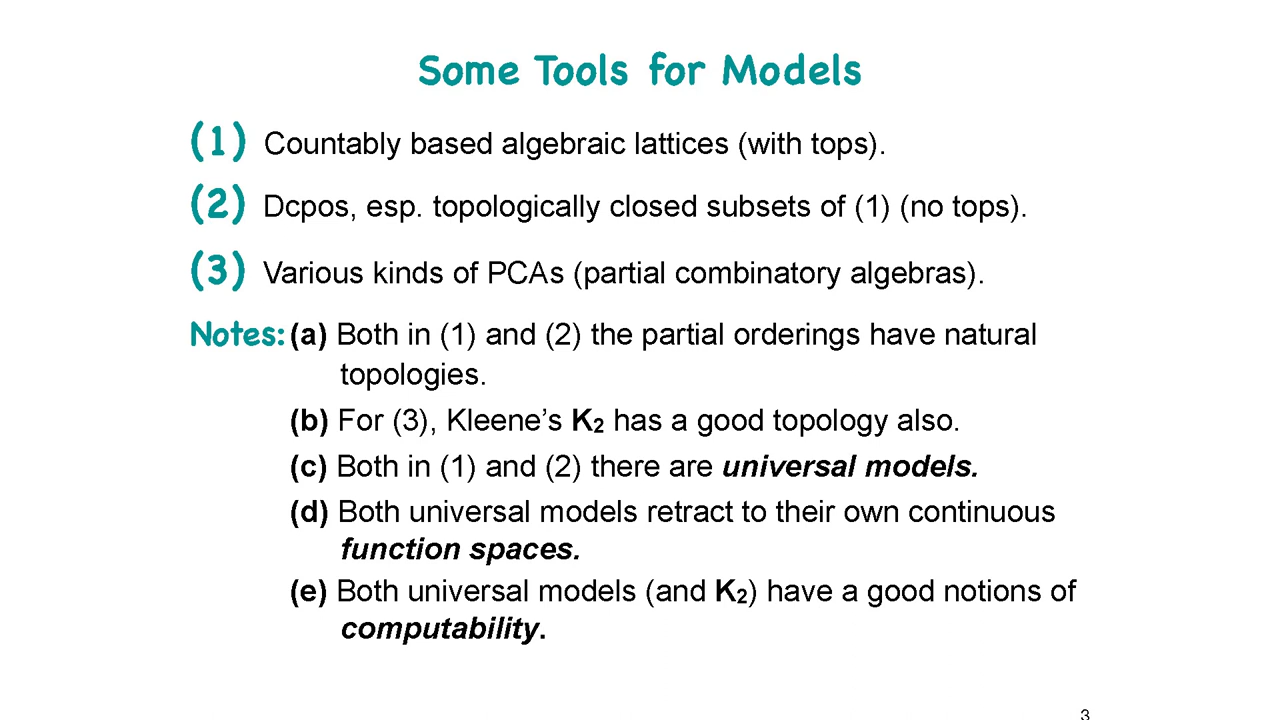 Some Tools for Models
(1) Countably based algebraic lattices (with tops).
(2) Dcpos, esp. topologically closed subsets of (1) (no tops).
(3) Various kinds of PCAs (partial combinatory algebras).
Notes: (a) Both in (1) and (2) the partial orderings have natural
topologies.
(b) For (3), Kleene’s K₂ has a good topology also.
(c) Both in (1) and (2) there are universal models.
(d) Both universal models retract to their own continuous
function spaces.
(e) Both universal models (and K₂) have a good notions of
computability.
3